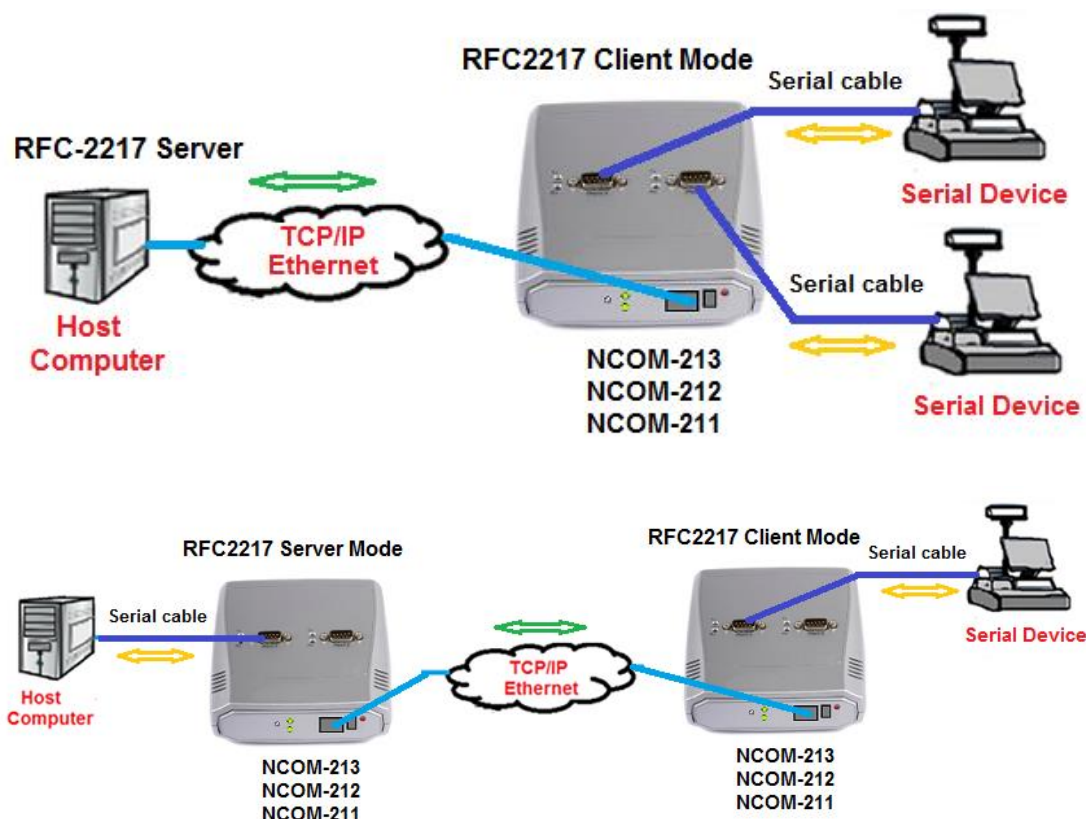 RFC2217 Client Mode
Serial cable
RFC-2217 Server
Serial Device
TCP/IP
Ethernet
Serial cable
Host
Computer
NCOM-213
NCOM-212
NCOM-211
Serial Device
RFC2217 Server Mode
RFC2217 Client Mode
Serial cable
Serial cable
Serial Device
TCP/IP
Ethernet
Host
Computer
NCOM-213
NCOM-212
NCOM-211
NCOM-213
NCOM-212
NCOM-211